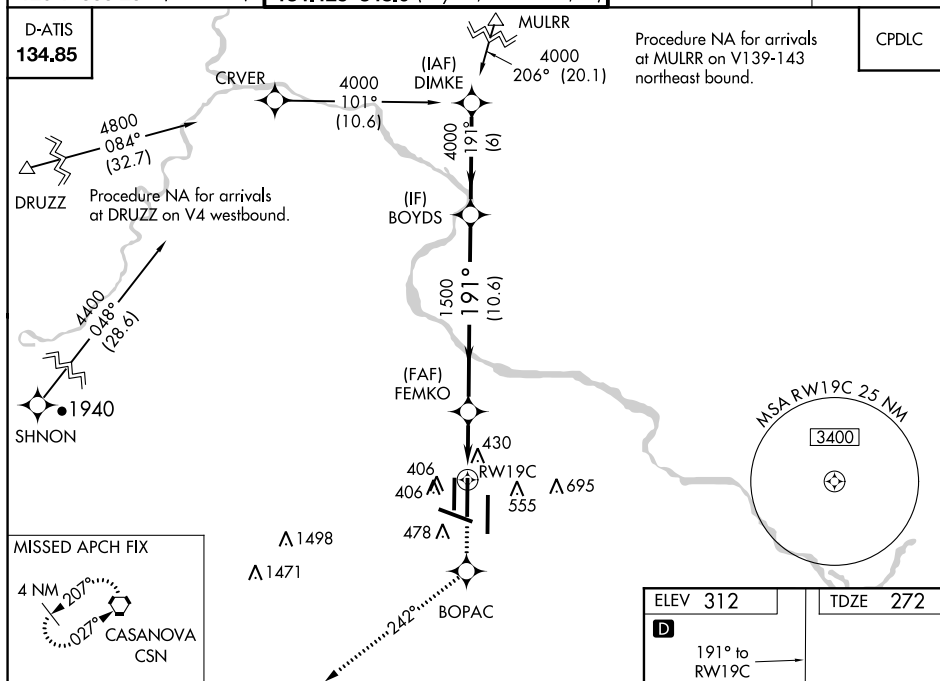 D-ATIS
134.85
MULRR
4000
206° (20.1)
Procedure NA for arrivals
at MULRR on V139-143
northeast bound.
CPDLC
CRVER
4000
101°
(10.6)
(IAF)
DIMKE
4800
084°
(32.7)
4000
191°
(6)
DRUZZ
Procedure NA for arrivals
at DRUZZ on V4 westbound.
(IF)
BOYDS
1500
191°
(10.6)
4400
048°
(28.6)
(FAF)
FEMKO
SHNON
1940
MSA RW19C 25 NM
3400
430
RW19C
406
406
555
695
478
1498
1471
MISSED APCH FIX
4 NM
207°
027°
CASANOVA
CSN
BOPAC
242°
ELEV 312
TDZE 272
D
191° to
RW19C